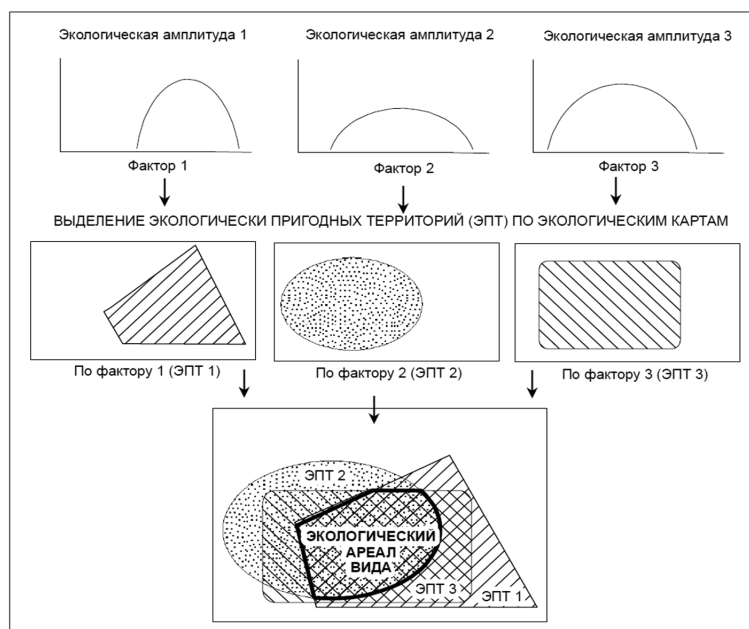 Экологическая амплитуда 1
Экологическая амплитуда 2
Экологическая амплитуда 3
Фактор 1
Фактор 2
Фактор 3
ВЫДЕЛЕНИЕ ЭКОЛОГИЧЕСКИ ПРИГОДНЫХ ТЕРРИТОРИЙ (ЭПТ) ПО ЭКОЛОГИЧЕСКИМ КАРТАМ
По фактору 1 (ЭПТ 1)
По фактору 2 (ЭПТ 2)
По фактору 3 (ЭПТ 3)
ЭПТ 2
ЭКОЛОГИЧЕСКИЙ
АРЕАЛ
ВИДА
ЭПТ 3
ЭПТ 1